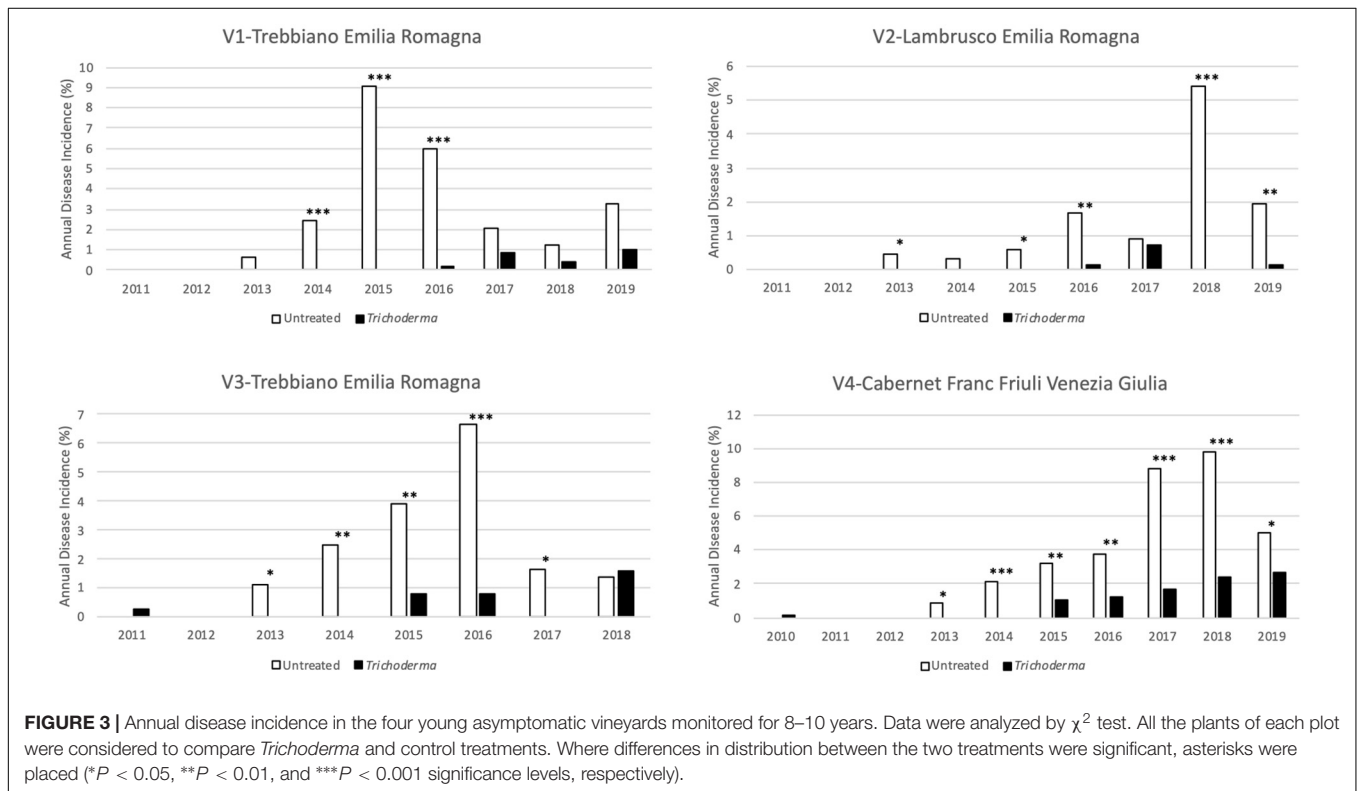 V1-Trebbiano Emilia Romagna
Annual Disease Incidence (%)
10
9
8
7
6
5
4
3
2
1
0
***
***
***
2011 2012 2013 2014 2015 2016 2017 2018 2019
Untreated Trichoderma
V2-Lambrusco Emilia Romagna
Annual Disease Incidence (%)
6
5
4
3
2
1
0
*
*
**
***
**
2011 2012 2013 2014 2015 2016 2017 2018 2019
Untreated Trichoderma
V3-Trebbiano Emilia Romagna
Annual Disease Incidence (%)
7
6
5
4
3
2
1
0
*
**
**
***
*
2011 2012 2013 2014 2015 2016 2017 2018
Untreated Trichoderma
V4-Cabernet Franc Friuli Venezia Giulia
Annual DIsease Incidence (%)
12
10
8
6
4
2
0
*
***
**
**
***
***
*
2010 2011 2012 2013 2014 2015 2016 2017 2018 2019
Untreated Trichoderma
FIGURE 3 | Annual disease incidence in the four young asymptomatic vineyards monitored for 8–10 years. Data were analyzed by χ² test. All the plants of each plot
were considered to compare Trichoderma and control treatments. Where differences in distribution between the two treatments were significant, asterisks were
placed (*P < 0.05, **P < 0.01, and ***P < 0.001 significance levels, respectively).